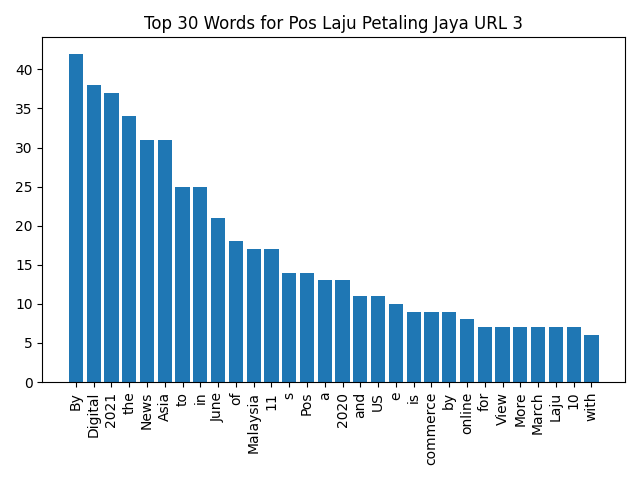 Top 30 Words for Pos Laju Petaling Jaya URL 3
40
35
30
25
20
15
10
5
0
By
Digital
2021
the
News
Asia
to
in
June
of
Malaysia
11
s
Pos
a
2020
and
US
e
is
commerce
by
online
for
View
More
March
Laju
10
with